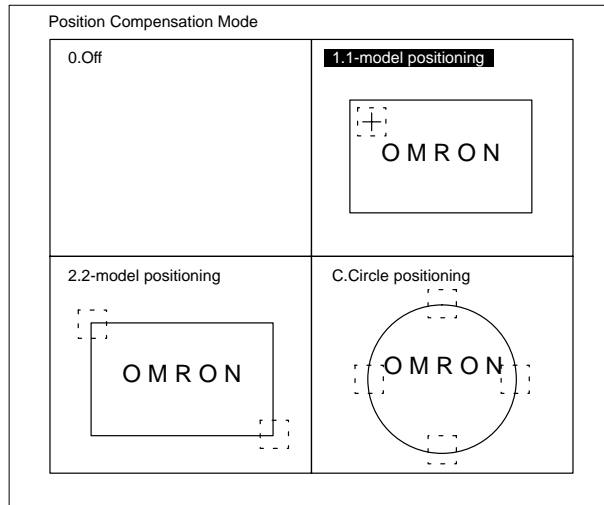 Position Compensation Mode
0.Off
1.1-model positioning
OMRON
2.2-model positioning
OMRON
C.Circle positioning
OMRON